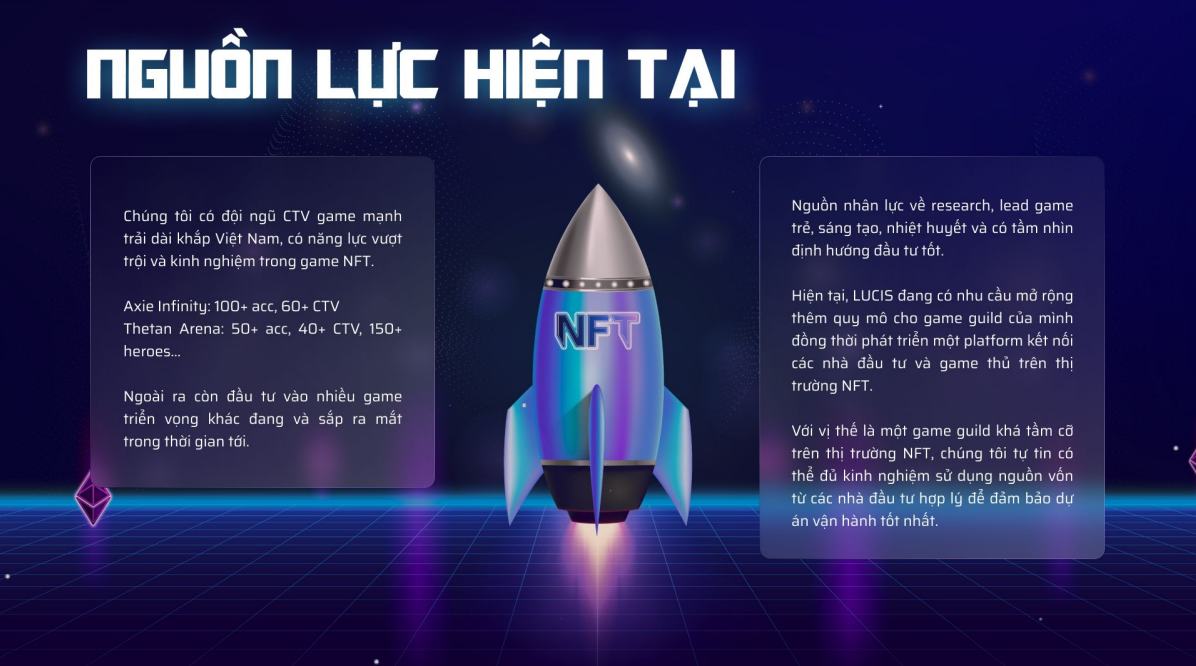 NGUỒN LỰC HIỆN TẠI
Chúng tôi có đội ngũ CTV game mạnh
trải dài khắp Việt Nam, có năng lực vượt
trội và kinh nghiệm trong game NFT.
Axie Infinity: 100+ acc, 60+ CTV
Thetan Arena: 50+ acc, 40+ CTV, 150+
heroes...
Ngoài ra còn đầu tư vào nhiều game
triển vọng khác đang và sắp ra mắt
trong thời gian tới.
NFT
Nguồn nhân lực về research, lead game
trẻ, sáng tạo, nhiệt huyết và có tầm nhìn
định hướng đầu tư tốt.
Hiện tại, LUCIS đang có nhu cầu mở rộng
thêm quy mô cho game guild của mình
đồng thời phát triển một platform kết nối
các nhà đầu tư và game thủ trên thị
trường NFT.
Với vị thế là một game guild khá tầm cỡ
trên thị trường NFT, chúng tôi tự tin có
thể đủ kinh nghiệm sử dụng nguồn vốn
từ các nhà đầu tư hợp lý để đảm bảo dự
án vận hành tốt nhất.